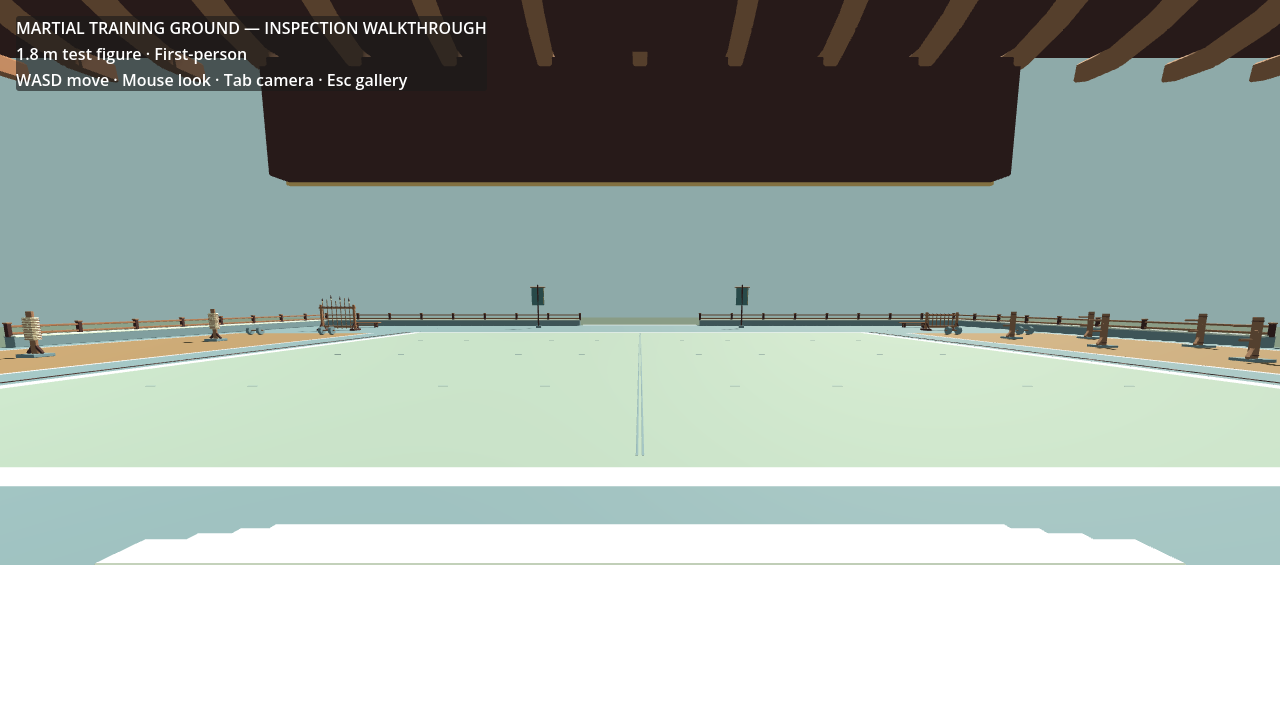 MARTIAL TRAINING GROUND — INSPECTION WALKTHROUGH
1.8 m test figure · First-person
WASD move · Mouse look · Tab camera · Esc gallery